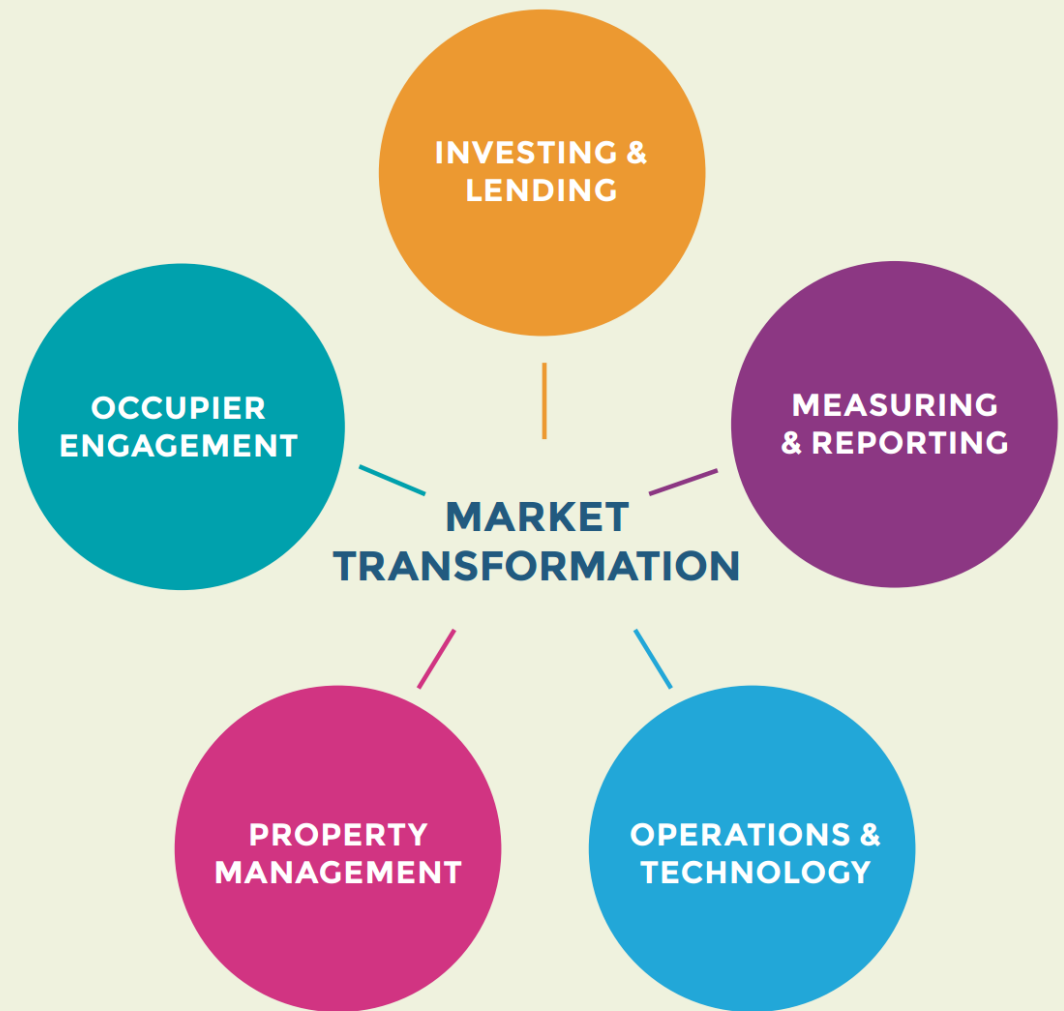 INVESTING &
LENDING
OCCUPIER
ENGAGEMENT
MEASURING
& REPORTING
MARKET
TRANSFORMATION
PROPERTY
MANAGEMENT
OPERATIONS &
TECHNOLOGY